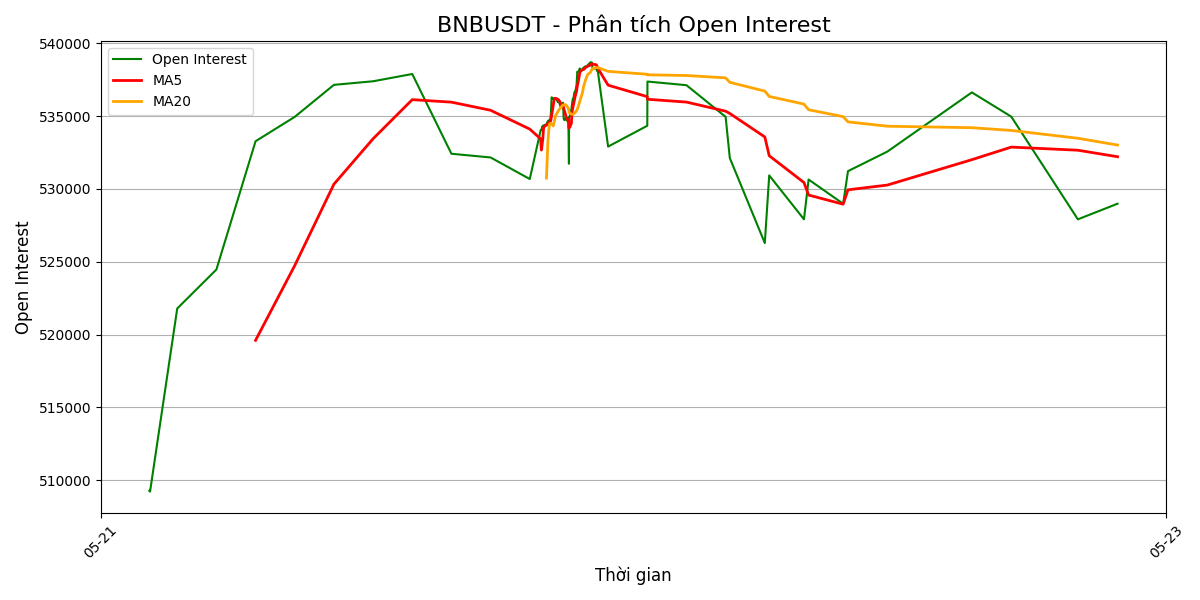 BNBUSDT - Phân tích Open Interest
Open Interest
MA5
MA20
Open Interest
540000
535000
530000
525000
520000
515000
510000
05-21
05-23
Thời gian